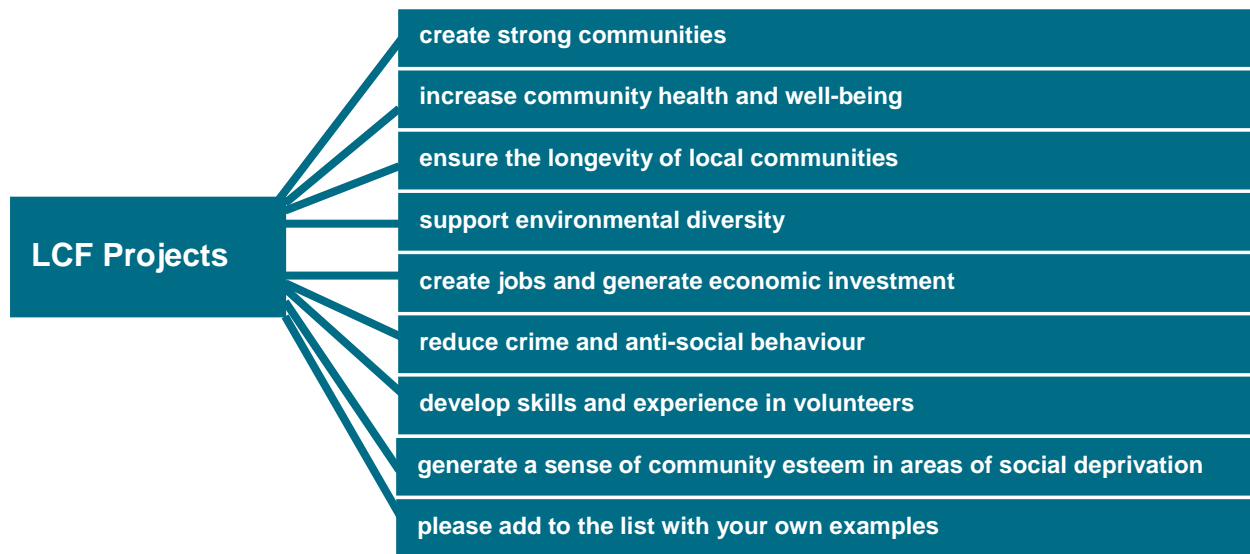 LCF Projects
create strong communities
increase community health and well-being
ensure the longevity of local communities
support environmental diversity
create jobs and generate economic investment
reduce crime and anti-social behaviour
develop skills and experience in volunteers
generate a sense of community esteem in areas of social deprivation
please add to the list with your own examples